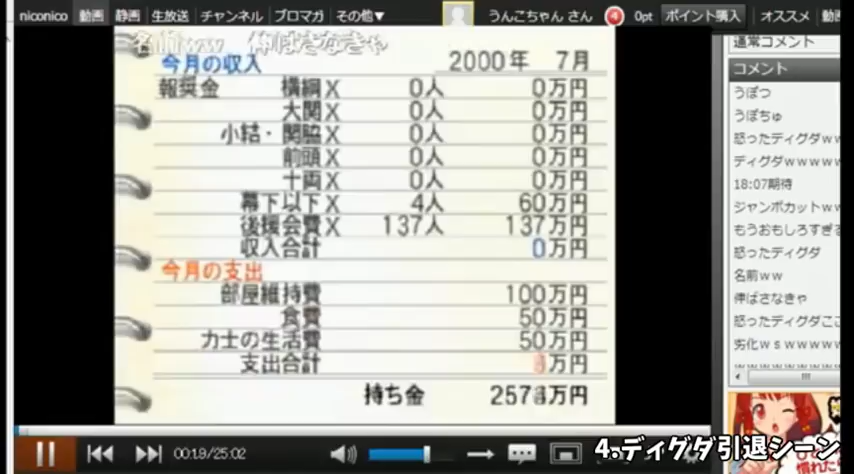 niconico 動画 静画 生放送 チャンネル ブロマガ その他▼ うんこちゃん さん 4 0pt ポイント購入 オススメ 動画
名前ww 伸ばさなきゃ
今月の収入 2000年 7月
報奨金 横綱X 0人 0万円
大関X 0人 0万円
小結・関脇X 0人 0万円
前頭X 0人 0万円
十両X 0人 0万円
幕下以下X 4人 60万円
後援会費X 137人 137万円
収入合計 0万円
今月の支出
部屋維持費 100万円
食費 50万円
力士の生活費 50万円
支出合計 万円
持ち金 257 万円
通常コメント
コメント
うぽつ
うぽちゅ
怒ったディグダww
ディグダwwwww
18:07期待
ジャンボカットww
もうおもしろすぎる
怒ったディグダ
名前ww
伸ばさなきゃ
怒ったディグダここ
劣化wswwwww
00:19/25:02
4.ディグダ引退シーン
慣れた